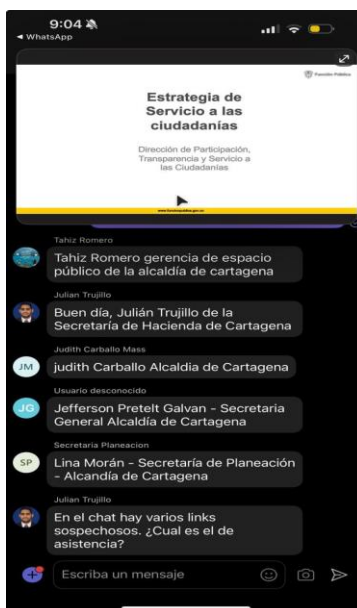 9:04
WhatsApp
Función Pública
Estrategia de
Servicio a las
ciudadanías
Dirección de Participación,
Transparencia y Servicio a
las Ciudadanías
www.funcionpublica.gov.co
Tahiz Romero
Tahiz Romero gerencia de espacio
público de la alcaldía de cartagena
Julian Trujillo
Buen día, Julián Trujillo de la
Secretaría de Hacienda de Cartagena
Judith Carballo Mass
JM
judith Carballo Alcaldia de Cartagena
Usuario desconocido
JG
Jefferson Pretelt Galvan - Secretaria
General Alcaldía de Cartagena
Secretaria Planeacion
SP
Lina Morán - Secretaría de Planeación
- Alcandía de Cartagena
Julian Trujillo
En el chat hay varios links
sospechosos. ¿Cual es el de
asistencia?
Escriba un mensaje